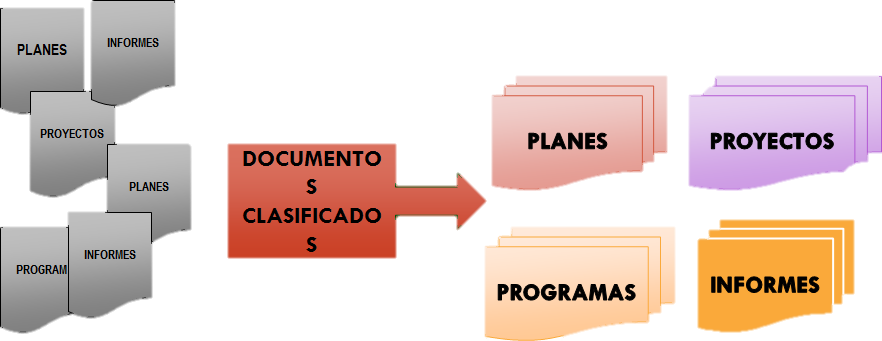 PLANES
INFORMES
PROYECTOS
PLANES
PROGRAM
INFORMES
DOCUMENTO
S
CLASIFICADO
S
PLANES
PROYECTOS
PROGRAMAS
INFORMES